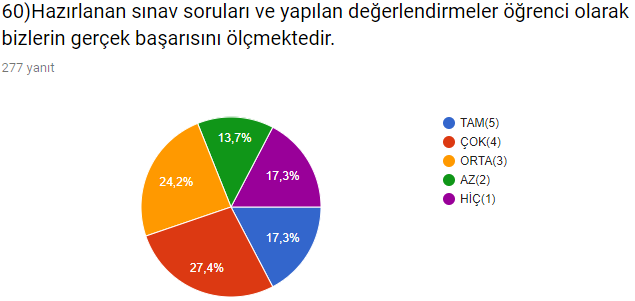 60)Hazırlanan sınav soruları ve yapılan değerlendirmeler öğrenci olarak
bizlerin gerçek başarısını ölçmektedir.
277 yanıt
TAM(5)
ÇOK(4)
ORTA(3)
AZ(2)
HİÇ(1)
13,7%
17,3%
24,2%
17,3%
27,4%